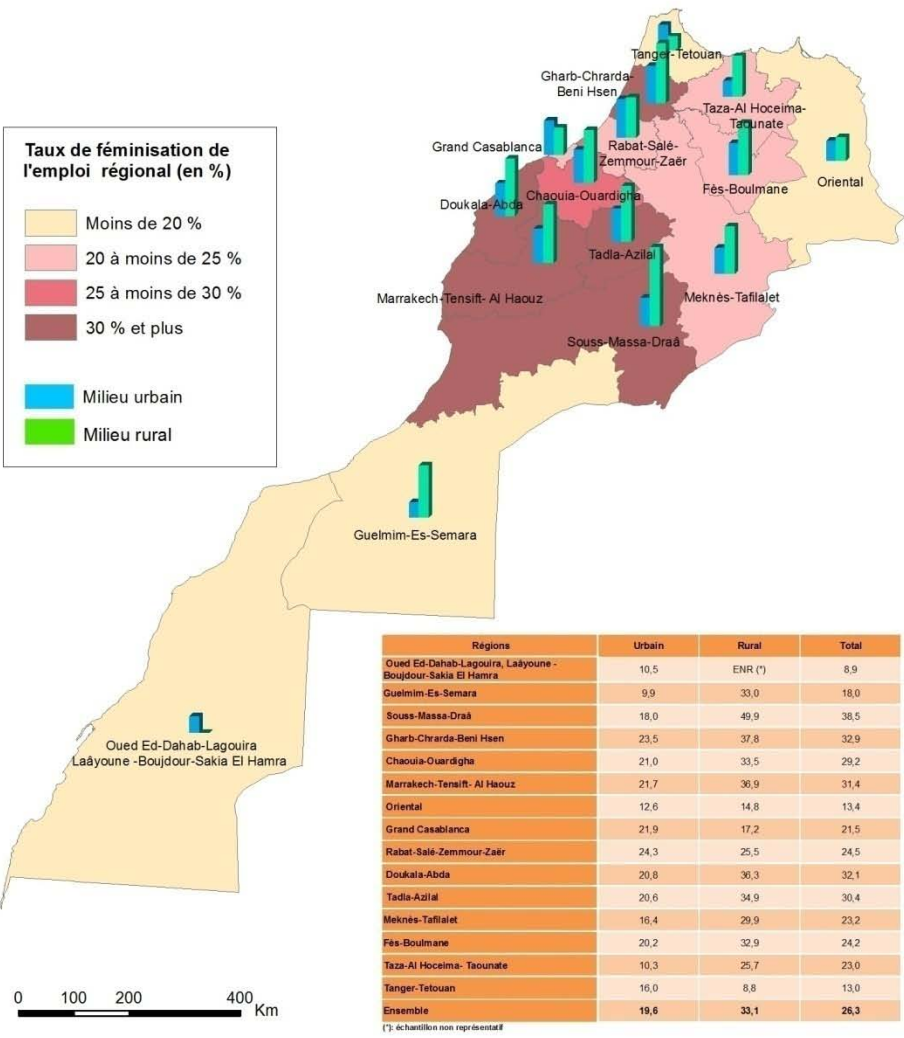 Tanger-Tetouan
Gharb-Chrarda-
Beni Hsen
Taza-Al Hoceima-
Taounate
Grand Casablanca
Rabat-Salé-
Zemmour-Zaër
Fès-Boulmane
Oriental
Chaouia-Ouardigha
Doukala-Abda
Tadla-Azilal
Marrakech-Tensift- Al Haouz
Meknès-Tafilalet
Souss-Massa-Draâ
Guelmim-Es-Semara
Oued Ed-Dahab-Lagouira
Laâyoune -Boujdour-Sakia El Hamra
Taux de féminisation de
l'emploi régional (en %)
Moins de 20 %
20 à moins de 25 %
25 à moins de 30 %
30 % et plus
Milieu urbain
Milieu rural
Régions Urbain Rural Total
Oued Ed-Dahab-Lagouira, Laâyoune -
Boujdour-Sakia El Hamra 10,5 ENR (*) 8,9
Guelmim-Es-Semara 9,9 33,0 18,0
Souss-Massa-Draâ 18,0 49,9 38,5
Gharb-Chrarda-Beni Hsen 23,5 37,8 32,9
Chaouia-Ouardigha 21,0 33,5 29,2
Marrakech-Tensift- Al Haouz 21,7 36,9 31,4
Oriental 12,6 14,8 13,4
Grand Casablanca 21,9 17,2 21,5
Rabat-Salé-Zemmour-Zaër 24,3 25,5 24,5
Doukala-Abda 20,8 36,3 32,1
Tadla-Azilal 20,6 34,9 30,4
Meknès-Tafilalet 16,4 29,9 23,2
Fès-Boulmane 20,2 32,9 24,2
Taza-Al Hoceima- Taounate 10,3 25,7 23,0
Tanger-Tetouan 16,0 8,8 13,0
Ensemble 19,6 33,1 26,3
(*): échantillon non représentatif
0 100 200 400
Km